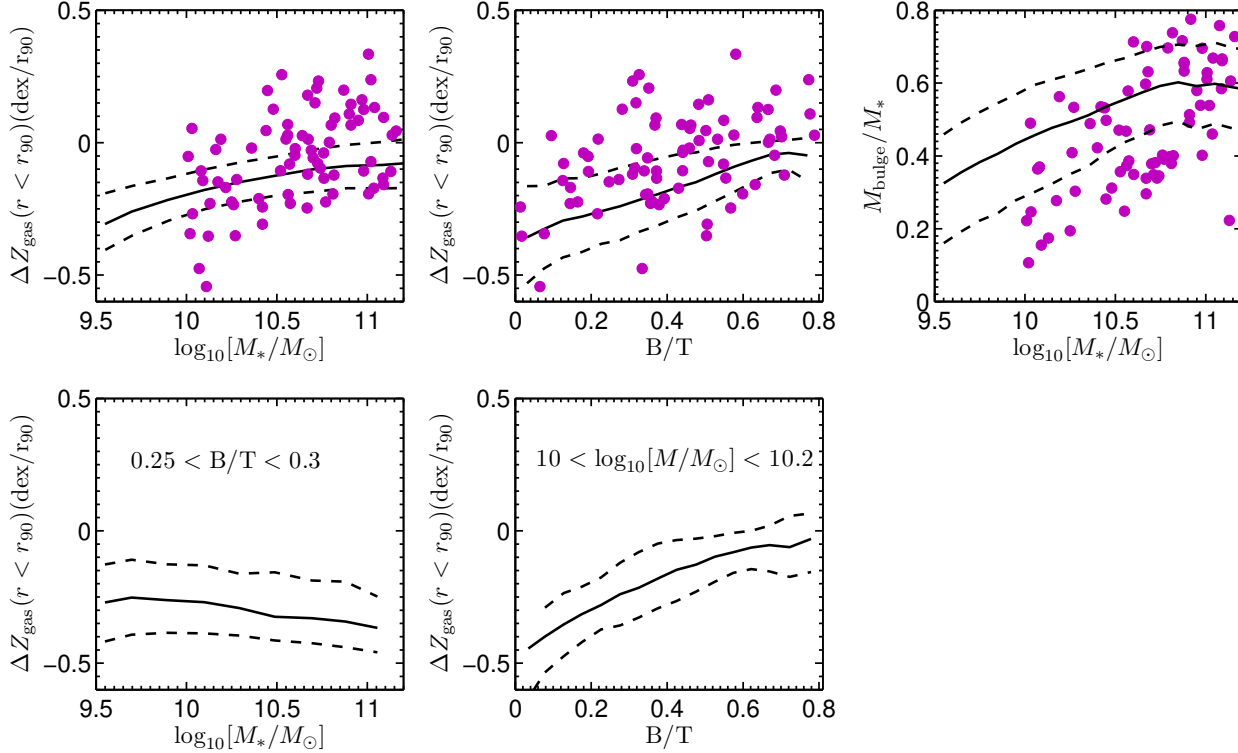 0.5
0
−0.5
ΔZgas(r < r90)(dex/r90)
9.5 10 10.5 11
log10[M*/M⊙]
0.5
0
−0.5
ΔZgas(r < r90)(dex/r90)
0 0.2 0.4 0.6 0.8
B/T
0.8
0.6
0.4
0.2
0
Mbulge/M*
9.5 10 10.5 11
log10[M*/M⊙]
0.5
0
−0.5
ΔZgas(r < r90)(dex/r90)
0.25 < B/T < 0.3
9.5 10 10.5 11
log10[M*/M⊙]
0.5
0
−0.5
ΔZgas(r < r90)(dex/r90)
10 < log10[M/M⊙] < 10.2
0 0.2 0.4 0.6 0.8
B/T